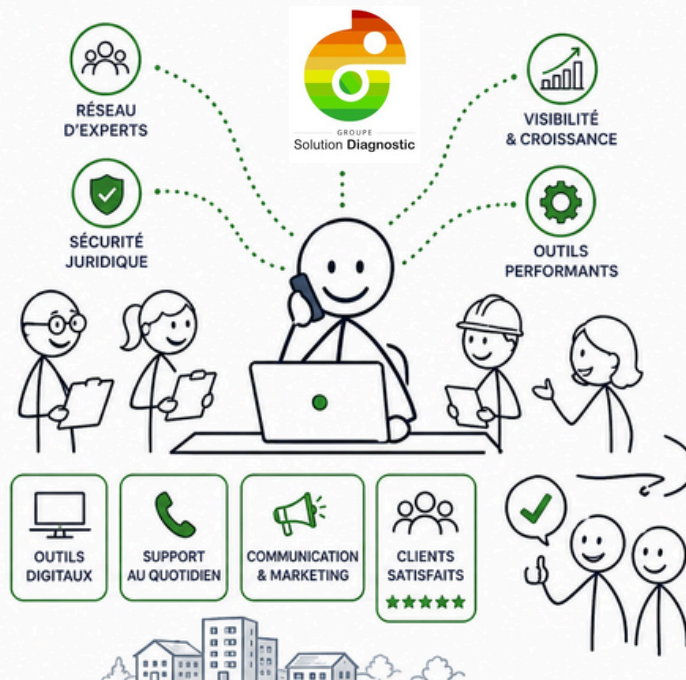 GROUPE
Solution Diagnostic
RÉSEAU
D'EXPERTS
VISIBILITÉ
& CROISSANCE
SÉCURITÉ
JURIDIQUE
OUTILS
PERFORMANTS
OUTILS
DIGITAUX
SUPPORT
AU QUOTIDIEN
COMMUNICATION
& MARKETING
CLIENTS
SATISFAITS